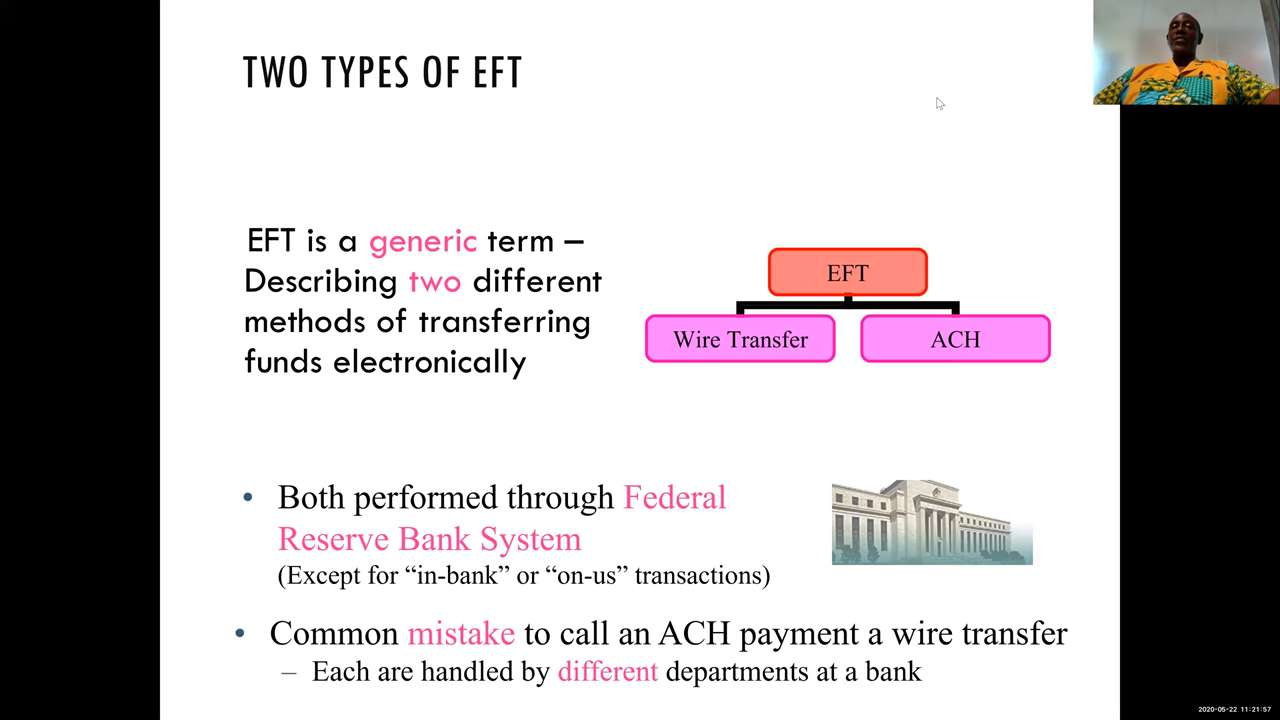 TWO TYPES OF EFT
EFT is a generic term –
Describing two different
methods of transferring
funds electronically
EFT
Wire Transfer
ACH
• Both performed through Federal
Reserve Bank System
(Except for “in-bank” or “on-us” transactions)
• Common mistake to call an ACH payment a wire transfer
– Each are handled by different departments at a bank
2020-05-22 11:21:57